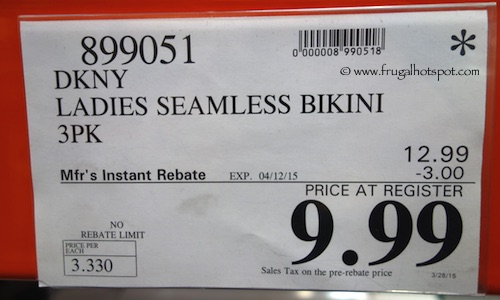 899051
0 000008 990518
*
© www.frugalhotspot.com
DKNY
LADIES SEAMLESS BIKINI
3PK
12.99
Mfr's Instant Rebate EXP. 04/12/15 -3.00
PRICE AT REGISTER
9.99
NO
REBATE LIMIT
PRICE PER
EACH
3.330
Sales Tax on the pre-rebate price
3/28/15